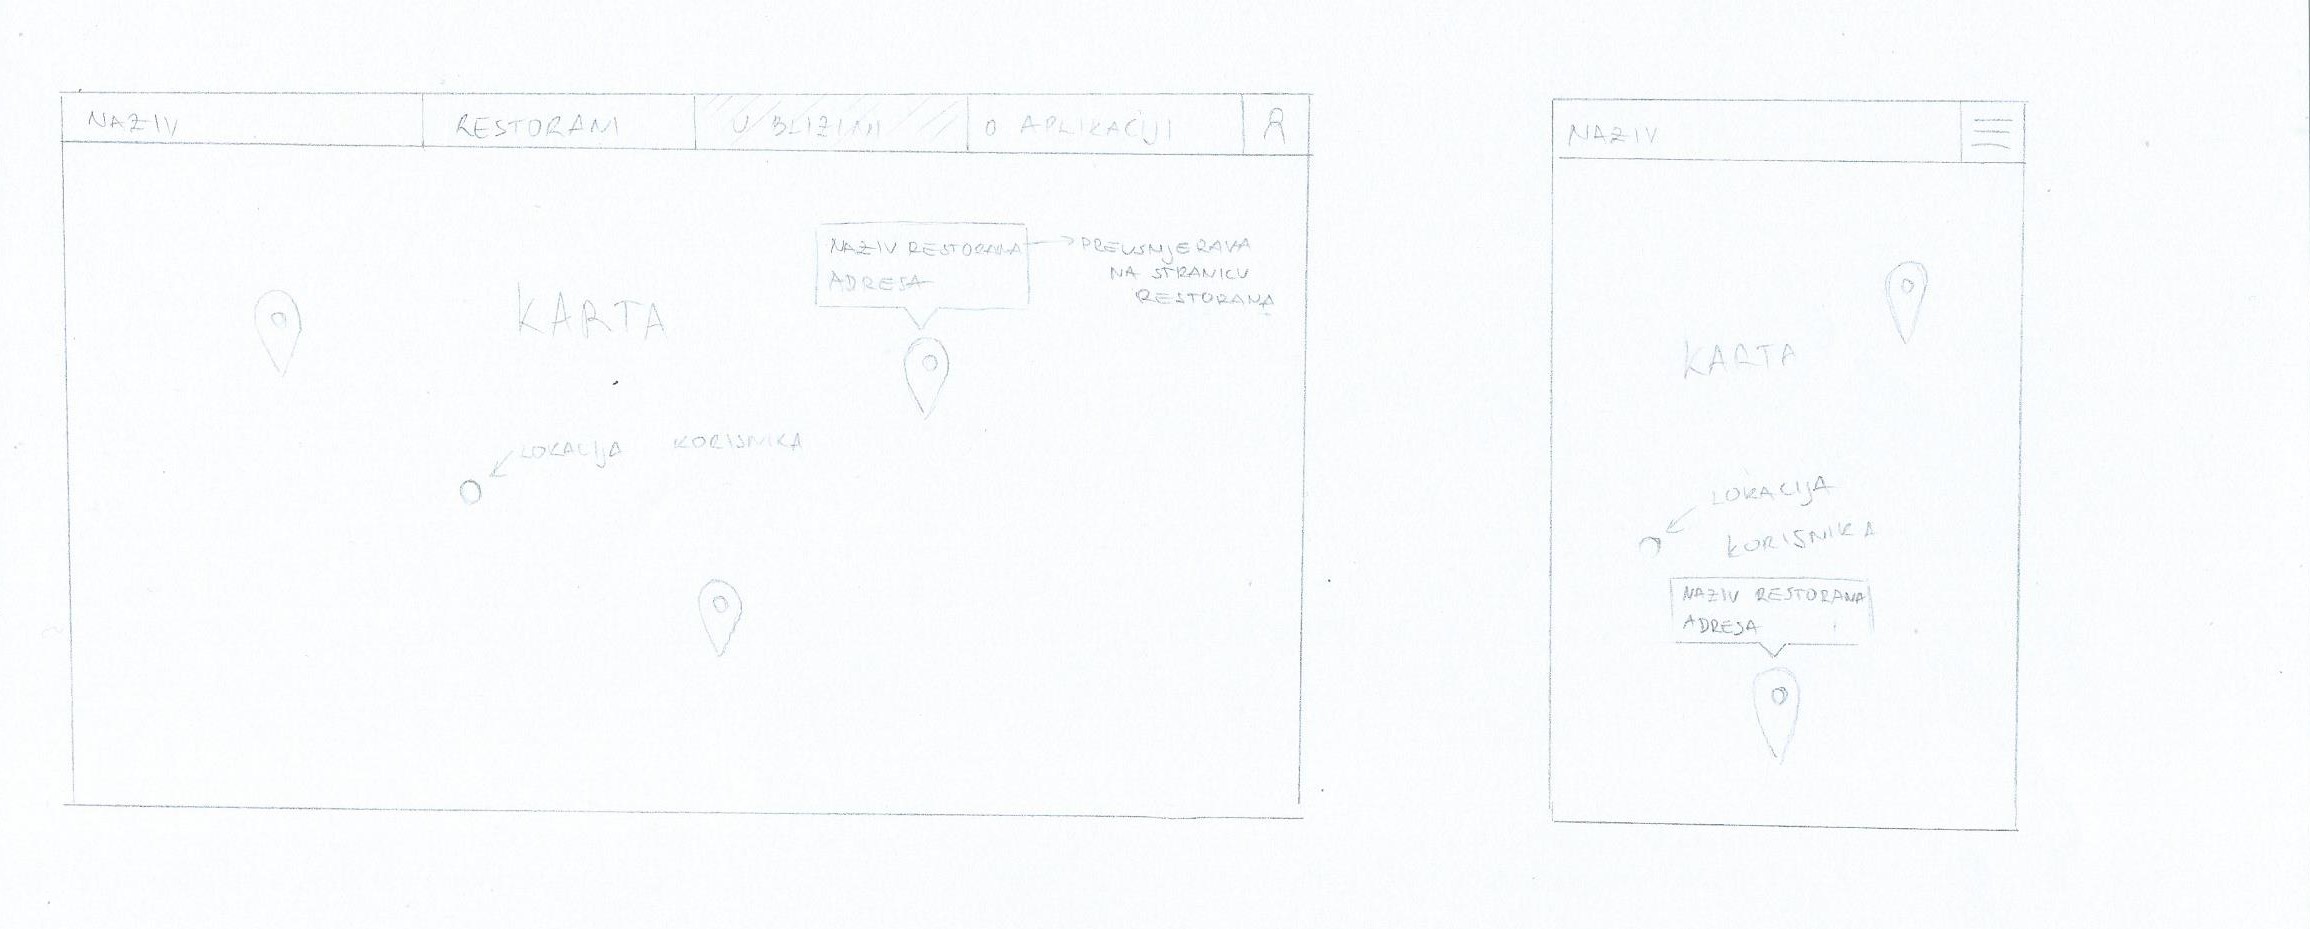 NAZIV
RESTORANI
U BLIZINI
O APLIKACIJI
NAZIV RESTORANA
ADRESA
PREUSMJERAVA
NA STRANICU
RESTORANA
KARTA
LOKACIJA KORISNIKA
NAZIV
KARTA
LOKACIJA
KORISNIKA
NAZIV RESTORANA
ADRESA